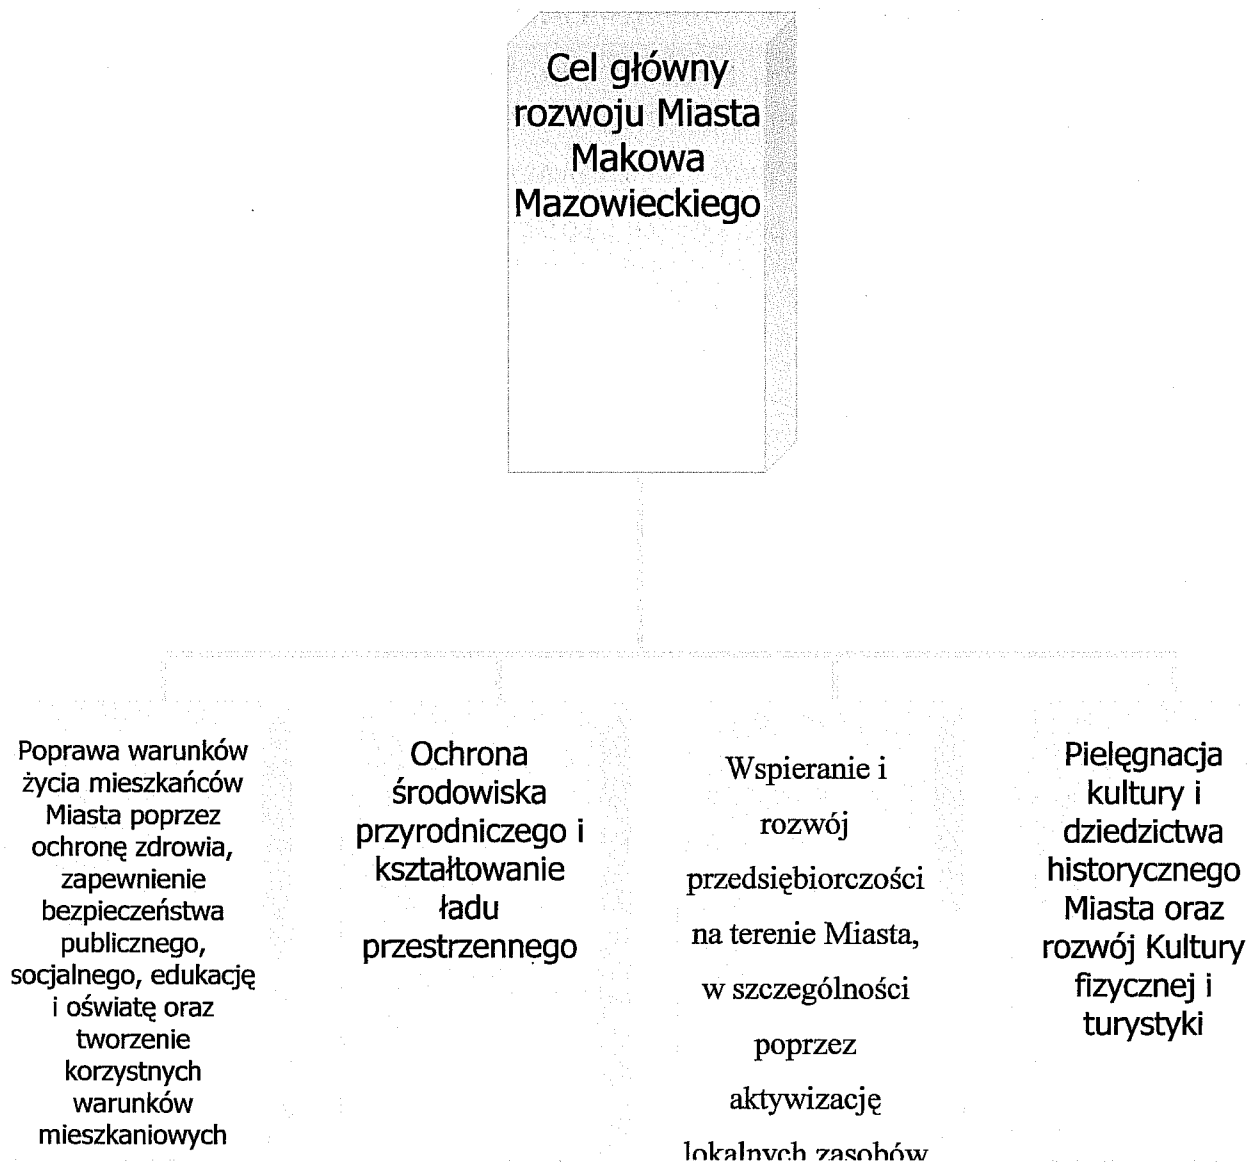 Cel główny
rozwoju Miasta
Makowa
Mazowieckiego
Poprawa warunków
życia mieszkańców
Miasta poprzez
ochronę zdrowia,
zapewnienie
bezpieczeństwa
publicznego,
socjalnego, edukację
i oświatę oraz
tworzenie
korzystnych
warunków
mieszkaniowych
Ochrona
środowiska
przyrodniczego i
kształtowanie
ładu
przestrzennego
Wspieranie i
rozwój
przedsiębiorczości
na terenie Miasta,
w szczególności
poprzez
aktywizację
lokalnych zasobów
Pielęgnacja
kultury i
dziedzictwa
historycznego
Miasta oraz
rozwój Kultury
fizycznej i
turystyki